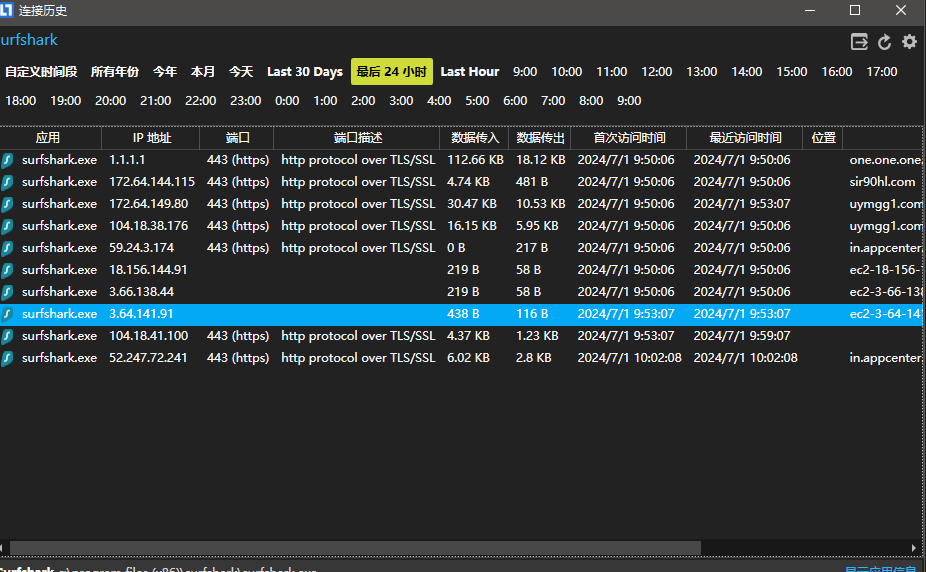 连接历史
urfshark
自定义时间段 所有年份 今年 本月 今天 Last 30 Days 最后 24 小时 Last Hour 9:00 10:00 11:00 12:00 13:00 14:00 15:00 16:00 17:00
18:00 19:00 20:00 21:00 22:00 23:00 0:00 1:00 2:00 3:00 4:00 5:00 6:00 7:00 8:00 9:00
应用 IP 地址 端口 端口描述 数据传入 数据传出 首次访问时间 最近访问时间 位置
surfshark.exe 1.1.1.1 443 (https) http protocol over TLS/SSL 112.66 KB 18.12 KB 2024/7/1 9:50:06 2024/7/1 9:50:06 one.one.one.
surfshark.exe 172.64.144.115 443 (https) http protocol over TLS/SSL 4.74 KB 481 B 2024/7/1 9:50:06 2024/7/1 9:50:06 sir90hl.com
surfshark.exe 172.64.149.80 443 (https) http protocol over TLS/SSL 30.47 KB 10.53 KB 2024/7/1 9:50:06 2024/7/1 9:53:07 uymgg1.com
surfshark.exe 104.18.38.176 443 (https) http protocol over TLS/SSL 16.15 KB 5.95 KB 2024/7/1 9:50:06 2024/7/1 9:50:06 uymgg1.com
surfshark.exe 59.24.3.174 443 (https) http protocol over TLS/SSL 0 B 217 B 2024/7/1 9:50:06 2024/7/1 9:50:06 in.appcenter
surfshark.exe 18.156.144.91 219 B 58 B 2024/7/1 9:50:06 2024/7/1 9:50:06 ec2-18-156-
surfshark.exe 3.66.138.44 219 B 58 B 2024/7/1 9:50:06 2024/7/1 9:50:06 ec2-3-66-138
surfshark.exe 3.64.141.91 438 B 116 B 2024/7/1 9:53:07 2024/7/1 9:53:07 ec2-3-64-14
surfshark.exe 104.18.41.100 443 (https) http protocol over TLS/SSL 4.37 KB 1.23 KB 2024/7/1 9:53:07 2024/7/1 9:59:07
surfshark.exe 52.247.72.241 443 (https) http protocol over TLS/SSL 6.02 KB 2.8 KB 2024/7/1 10:02:08 2024/7/1 10:02:08 in.appcenter